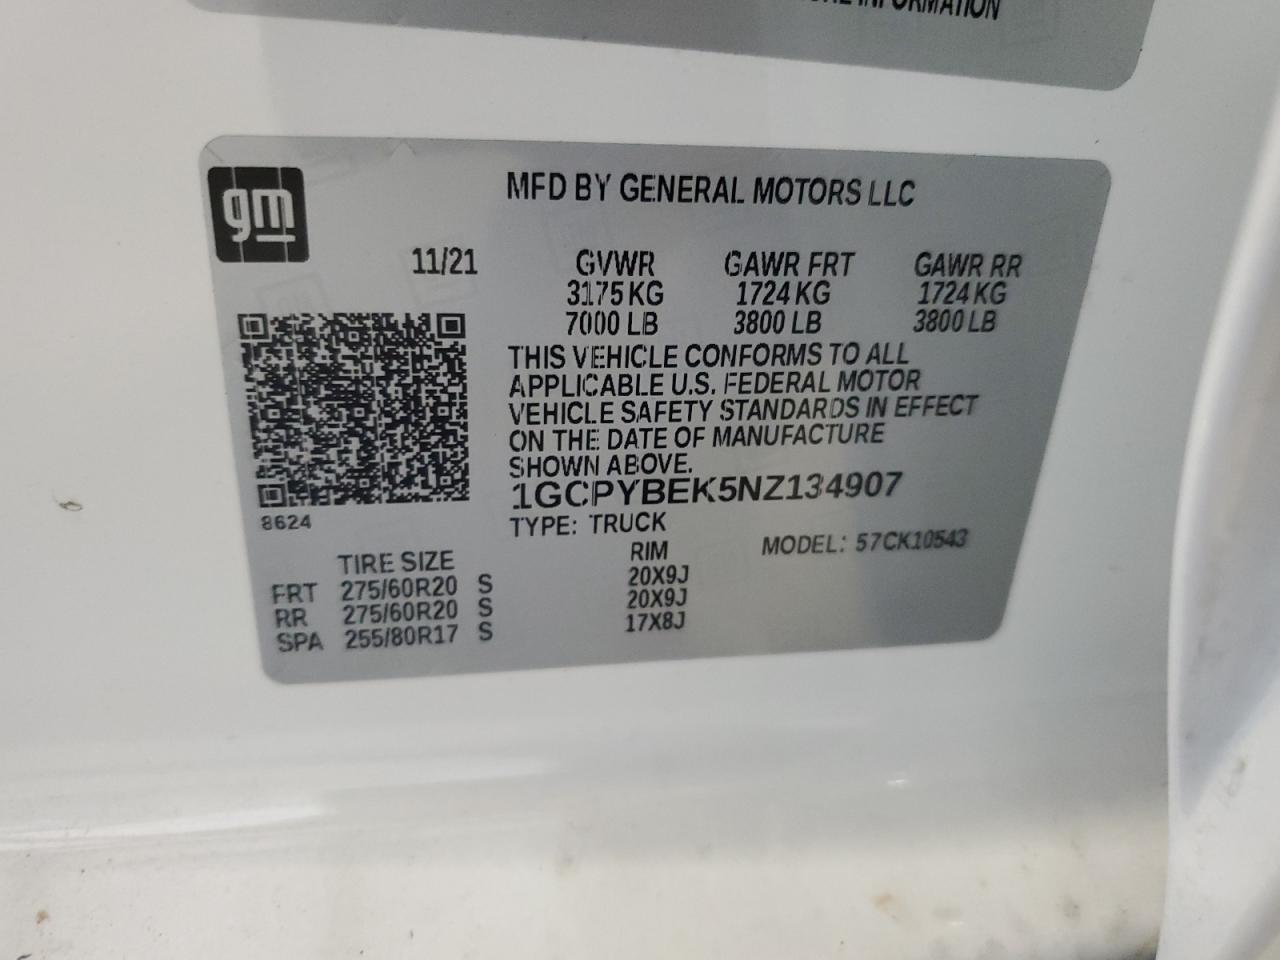 INFORMATION
gm
MFD BY GENERAL MOTORS LLC
11/21 GVWR GAWR FRT GAWR RR
3175 KG 1724 KG 1724 KG
7000 LB 3800 LB 3800 LB
THIS VEHICLE CONFORMS TO ALL
APPLICABLE U.S. FEDERAL MOTOR
VEHICLE SAFETY STANDARDS IN EFFECT
ON THE DATE OF MANUFACTURE
SHOWN ABOVE.
1GCPYBEK5NZ134907
8624
TYPE: TRUCK
MODEL: 57CK10543
TIRE SIZE RIM
FRT 275/60R20 S 20X9J
RR 275/60R20 S 20X9J
SPA 255/80R17 S 17X8J